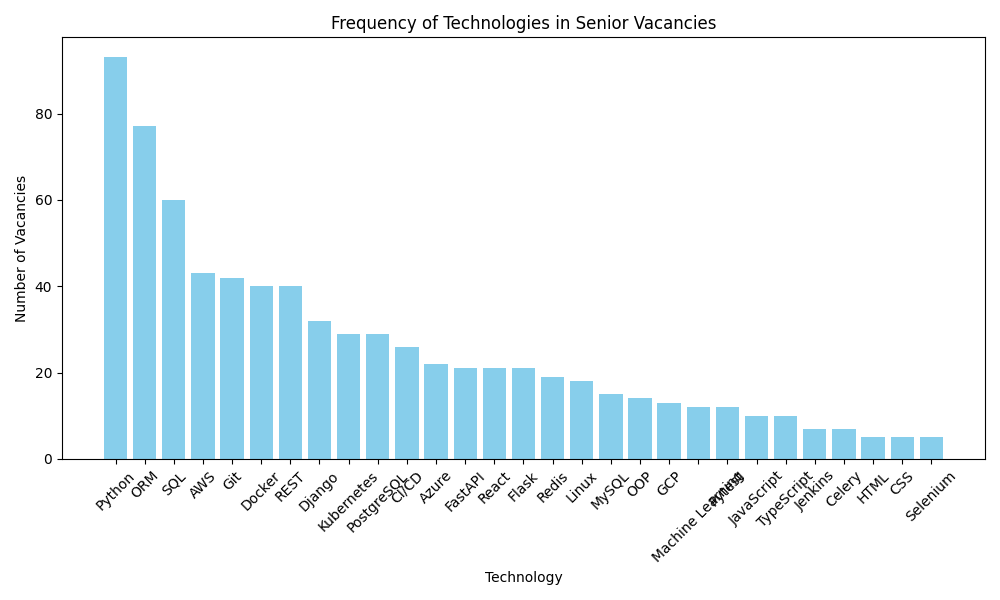 Frequency of Technologies in Senior Vacancies
Number of Vacancies
80
60
40
20
0
Python
ORM
SQL
AWS
Git
Docker
REST
Django
Kubernetes
PostgreSQL
CI/CD
Azure
FastAPI
React
Flask
Redis
Linux
MySQL
OOP
GCP
Machine Learning
Pytest
JavaScript
TypeScript
Jenkins
Celery
HTML
CSS
Selenium
Technology